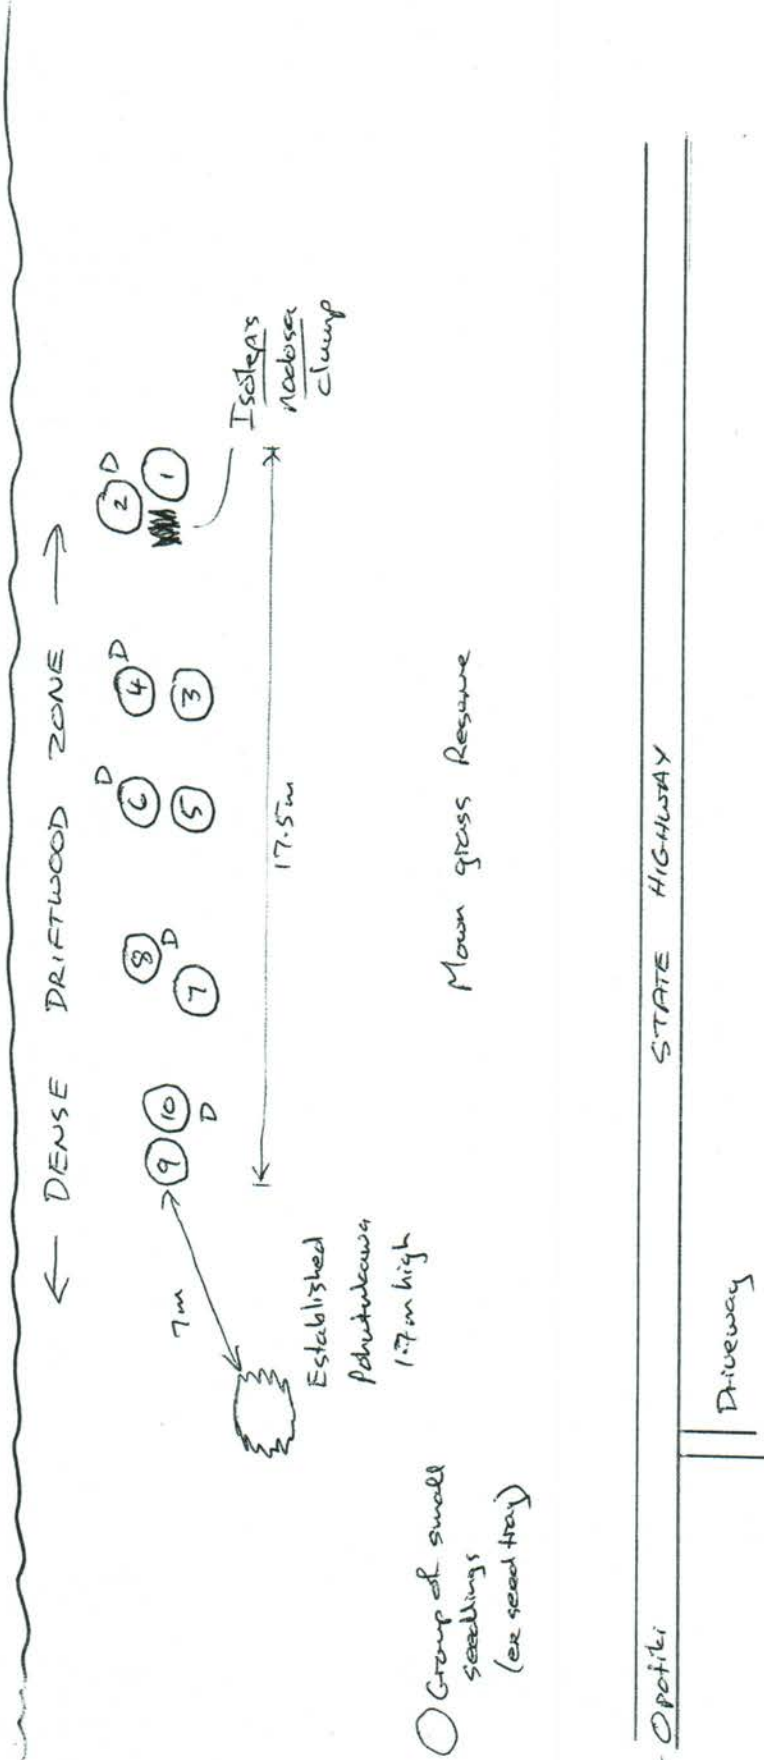 ← DENSE DRIFTWOOD ZONE →
2 D
1
4 D
3
6 D
5
8 D
7
9 10
D
7m
17.5m
Isolepis
nodosa
clump
Established
Pohutukawa
1.7m high
Group of small
seedlings
(ex seed tray)
Mown grass Reserve
STATE HIGHWAY
Opotiki
Driveway